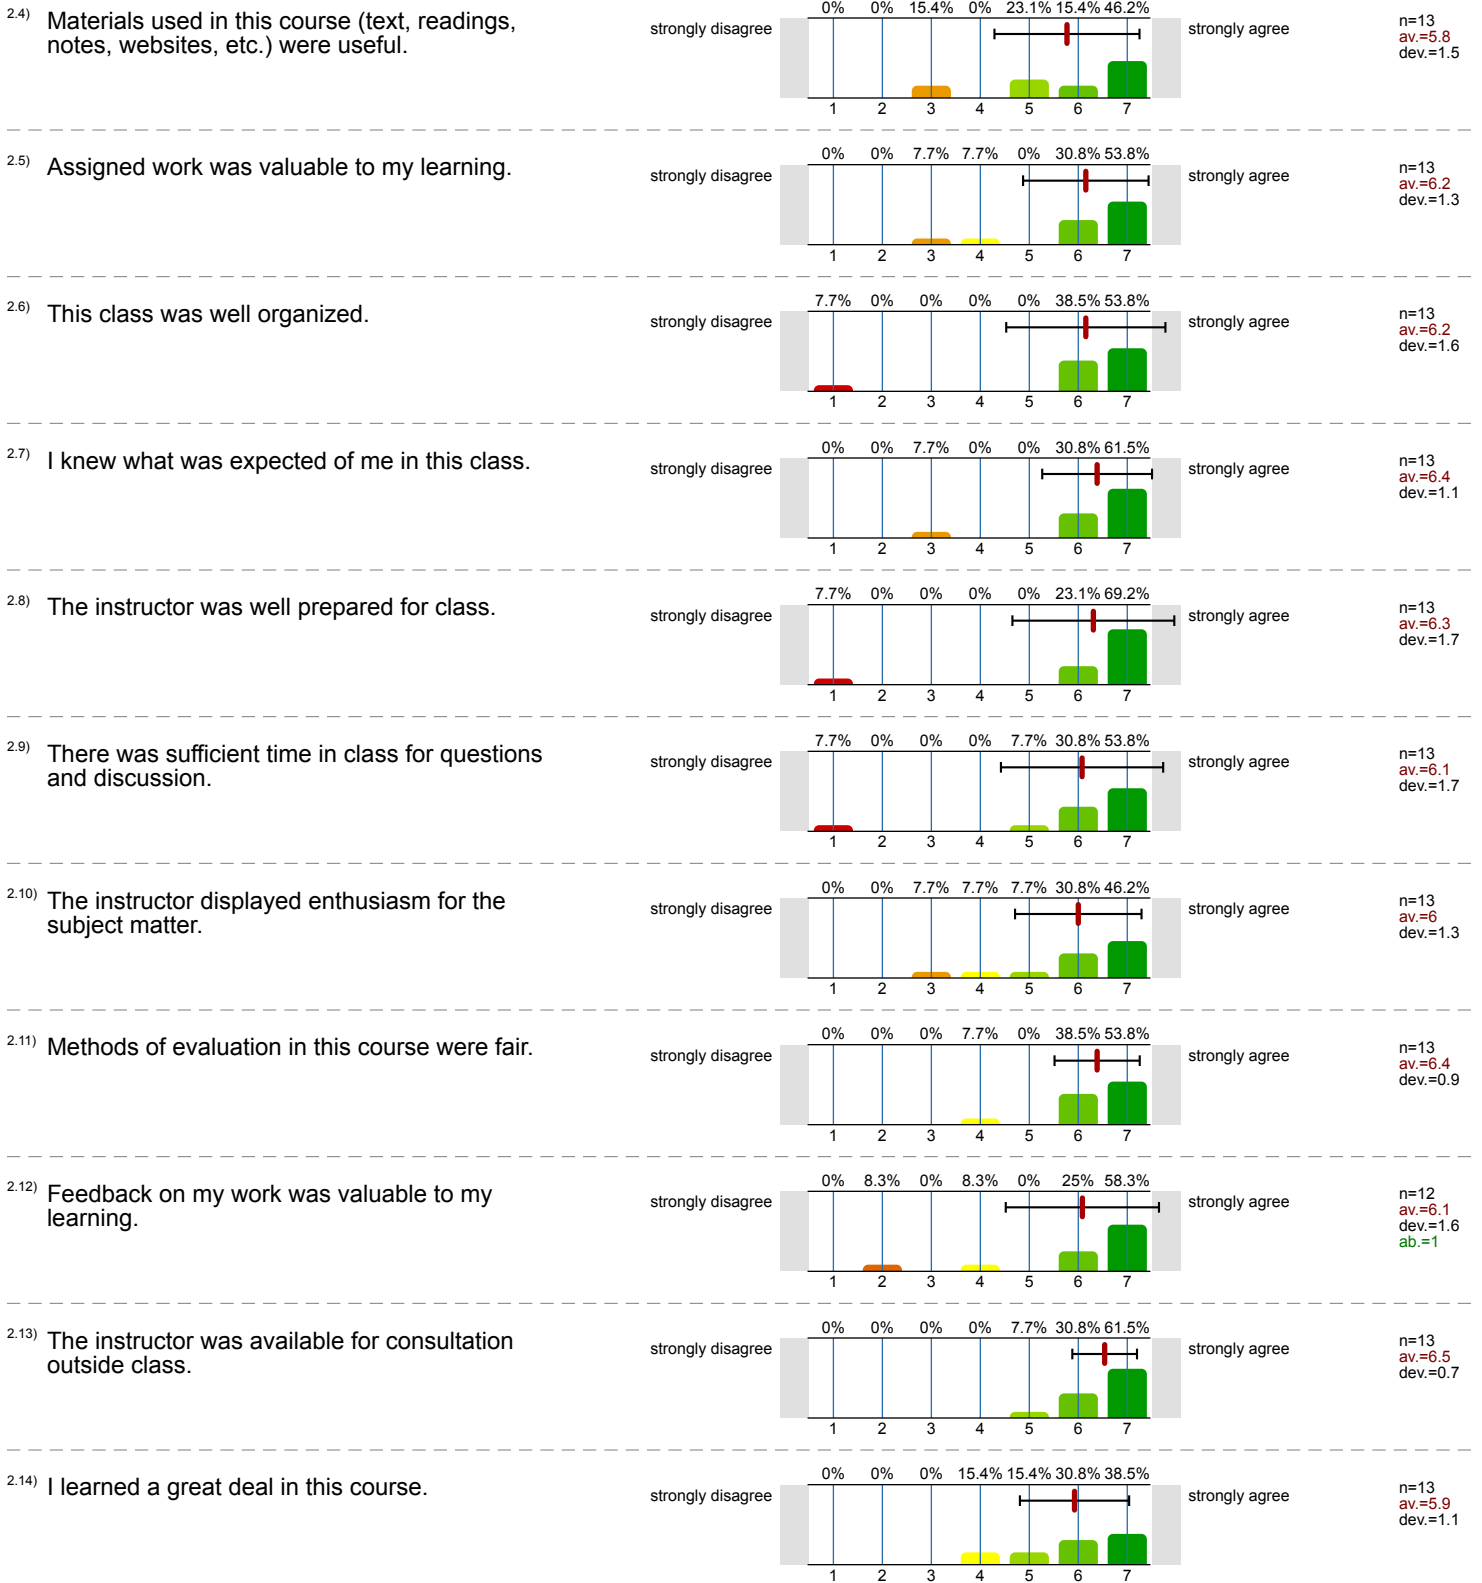 2.4) Materials used in this course (text, readings,
notes, websites, etc.) were useful.
strongly disagree
0% 0% 15.4% 0% 23.1% 15.4% 46.2%
1 2 3 4 5 6 7
strongly agree
n=13
av.=5.8
dev.=1.5
2.5) Assigned work was valuable to my learning.
strongly disagree
0% 0% 7.7% 7.7% 0% 30.8% 53.8%
1 2 3 4 5 6 7
strongly agree
n=13
av.=6.2
dev.=1.3
2.6) This class was well organized.
strongly disagree
7.7% 0% 0% 0% 0% 38.5% 53.8%
1 2 3 4 5 6 7
strongly agree
n=13
av.=6.2
dev.=1.6
2.7) I knew what was expected of me in this class.
strongly disagree
0% 0% 7.7% 0% 0% 30.8% 61.5%
1 2 3 4 5 6 7
strongly agree
n=13
av.=6.4
dev.=1.1
2.8) The instructor was well prepared for class.
strongly disagree
7.7% 0% 0% 0% 0% 23.1% 69.2%
1 2 3 4 5 6 7
strongly agree
n=13
av.=6.3
dev.=1.7
2.9) There was sufficient time in class for questions
and discussion.
strongly disagree
7.7% 0% 0% 0% 7.7% 30.8% 53.8%
1 2 3 4 5 6 7
strongly agree
n=13
av.=6.1
dev.=1.7
2.10) The instructor displayed enthusiasm for the
subject matter.
strongly disagree
0% 0% 7.7% 7.7% 7.7% 30.8% 46.2%
1 2 3 4 5 6 7
strongly agree
n=13
av.=6
dev.=1.3
2.11) Methods of evaluation in this course were fair.
strongly disagree
0% 0% 0% 7.7% 0% 38.5% 53.8%
1 2 3 4 5 6 7
strongly agree
n=13
av.=6.4
dev.=0.9
2.12) Feedback on my work was valuable to my
learning.
strongly disagree
0% 8.3% 0% 8.3% 0% 25% 58.3%
1 2 3 4 5 6 7
strongly agree
n=12
av.=6.1
dev.=1.6
ab.=1
2.13) The instructor was available for consultation
outside class.
strongly disagree
0% 0% 0% 0% 7.7% 30.8% 61.5%
1 2 3 4 5 6 7
strongly agree
n=13
av.=6.5
dev.=0.7
2.14) I learned a great deal in this course.
strongly disagree
0% 0% 0% 15.4% 15.4% 30.8% 38.5%
1 2 3 4 5 6 7
strongly agree
n=13
av.=5.9
dev.=1.1